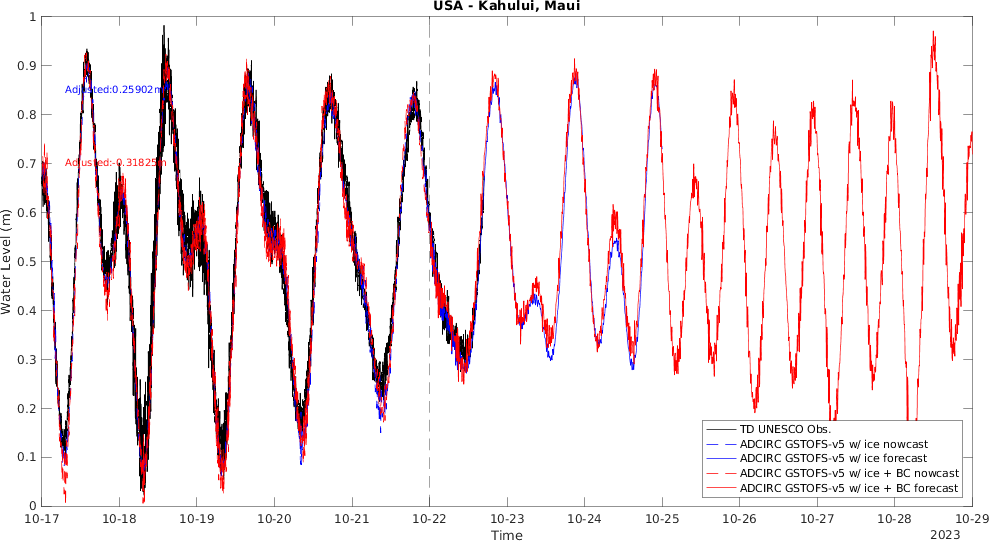 USA - Kahului, Maui
1
0.9
0.8
0.7
0.6
0.5
0.4
0.3
0.2
0.1
0
Water Level (m)
Adjusted:0.25902m
Adjusted:-0.31825m
TD UNESCO Obs.
ADCIRC GSTOFS-v5 w/ ice nowcast
ADCIRC GSTOFS-v5 w/ ice forecast
ADCIRC GSTOFS-v5 w/ ice + BC nowcast
ADCIRC GSTOFS-v5 w/ ice + BC forecast
10-17 10-18 10-19 10-20 10-21 10-22 10-23 10-24 10-25 10-26 10-27 10-28 10-29
Time
2023